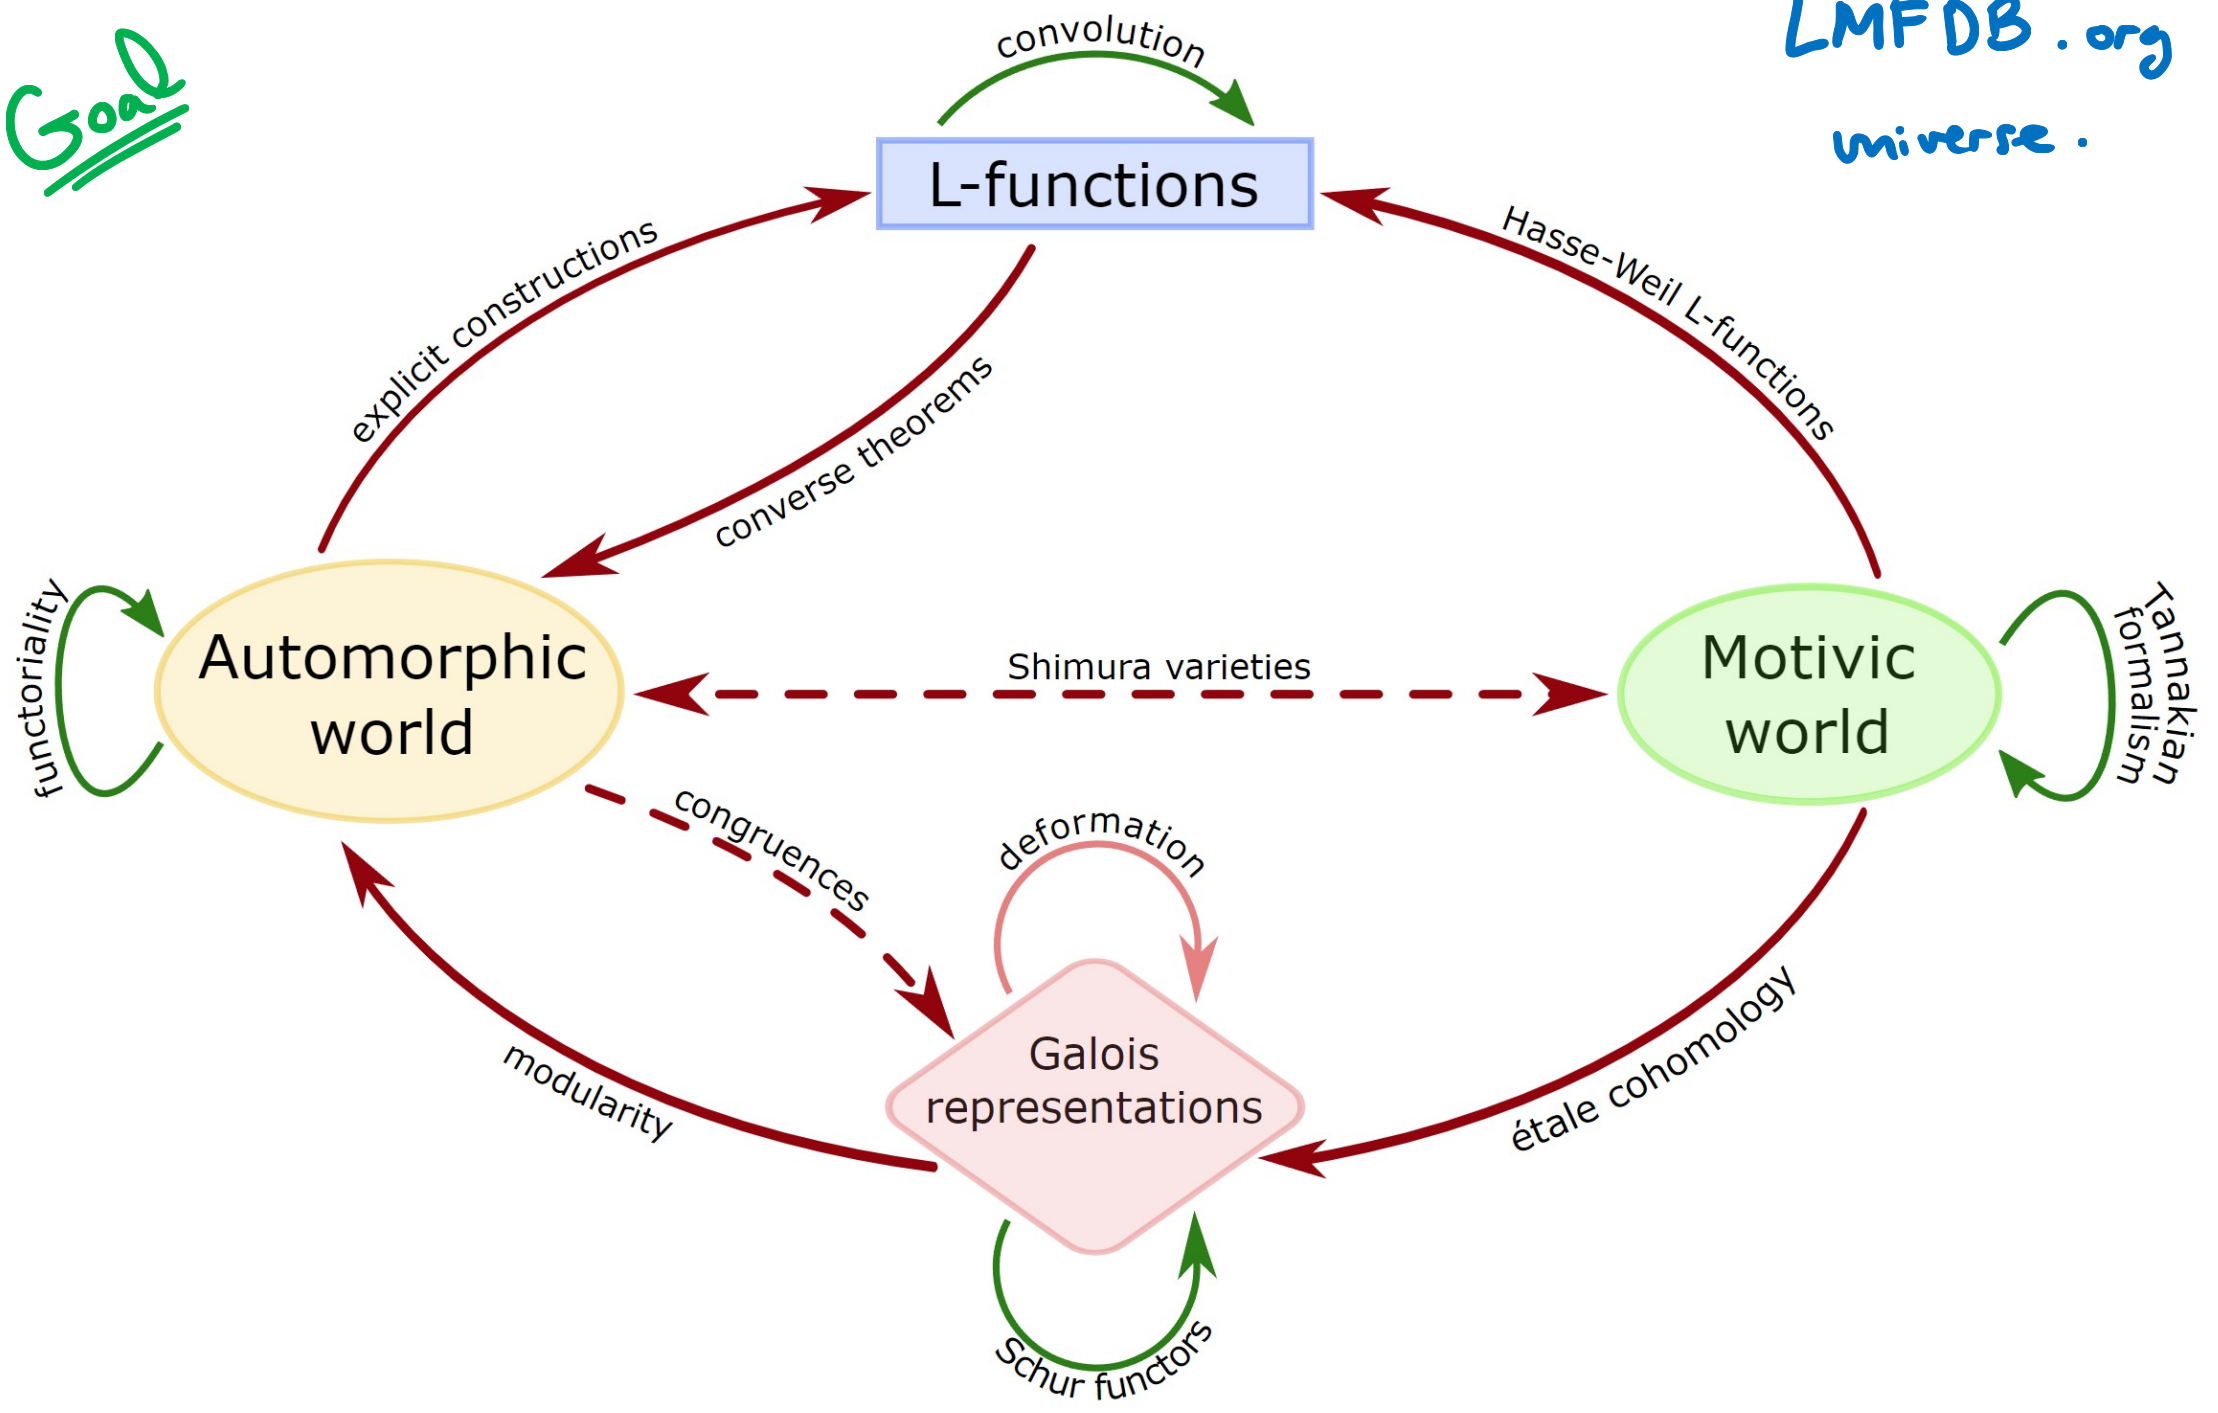 Goal
LMFDB.org
universe.
convolution
L-functions
explicit constructions
Hasse-Weil L-functions
converse theorems
functoriality
Automorphic
world
Shimura varieties
Motivic
world
Tannakian
formalism
congruences
deformation
Galois
representations
modularity
étale cohomology
Schur functors